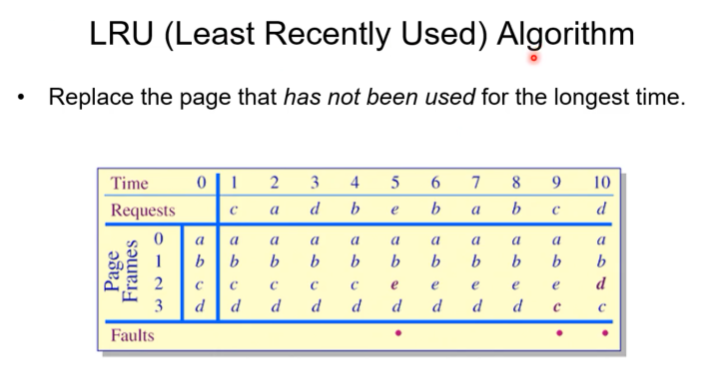 LRU (Least Recently Used) Algorithm
• Replace the page that has not been used for the longest time.
Time 0 1 2 3 4 5 6 7 8 9 10
Requests c a d b e b a b c d
Page Frames
0 a a a a a a a a a a a
1 b b b b b b b b b b b
2 c c c c c e e e e e d
3 d d d d d d d d d c c
Faults • • •